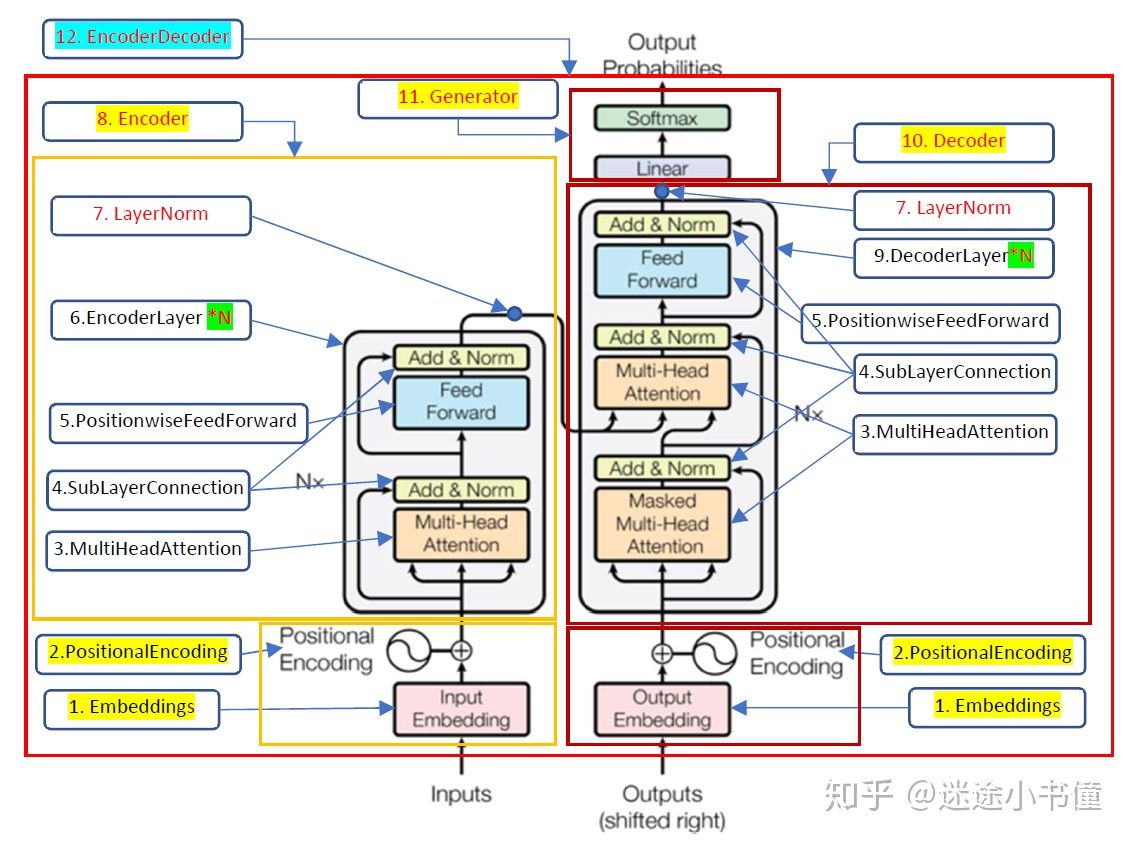 12. EncoderDecoder
Output
Probabilities
11. Generator
8. Encoder
Softmax
10. Decoder
Linear
7. LayerNorm
7. LayerNorm
Add & Norm
9.DecoderLayer*N
Feed
Forward
6.EncoderLayer *N
5.PositionwiseFeedForward
Add & Norm
Add & Norm
Multi-Head
Attention
4.SubLayerConnection
Feed
Forward
5.PositionwiseFeedForward
N×
3.MultiHeadAttention
Add & Norm
4.SubLayerConnection
N×
Add & Norm
Masked
Multi-Head
Attention
3.MultiHeadAttention
Multi-Head
Attention
2.PositionalEncoding
Positional
Encoding
Positional
Encoding
2.PositionalEncoding
1. Embeddings
Input
Embedding
Output
Embedding
1. Embeddings
Inputs
Outputs
(shifted right)
知乎 @迷途小书僮